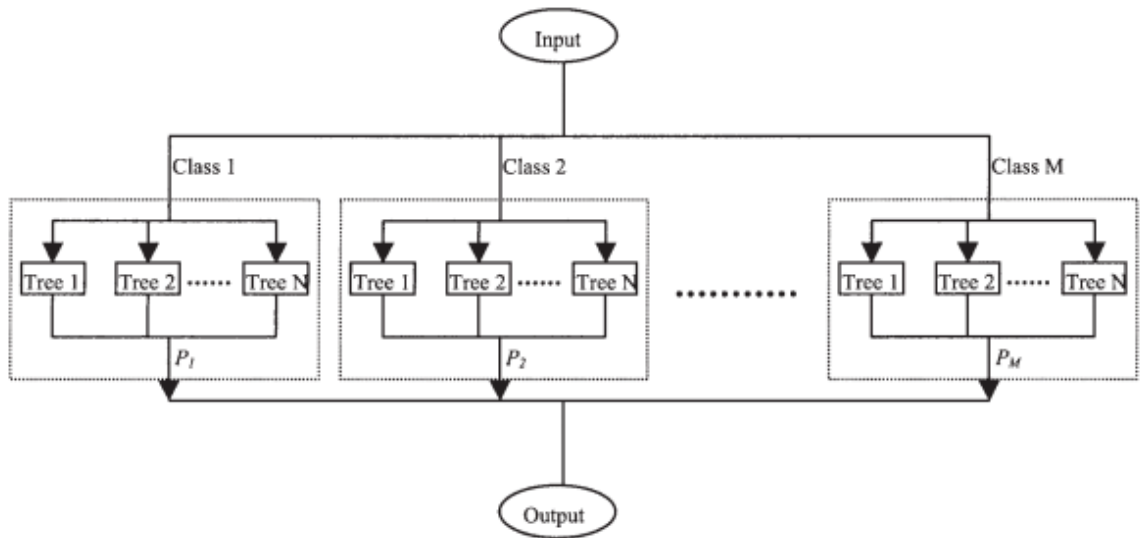 Input
Class 1
Class 2
Class M
Tree 1 Tree 2 ...... Tree N
Tree 1 Tree 2 ...... Tree N
...........
Tree 1 Tree 2 ...... Tree N
P1
P2
PM
Output